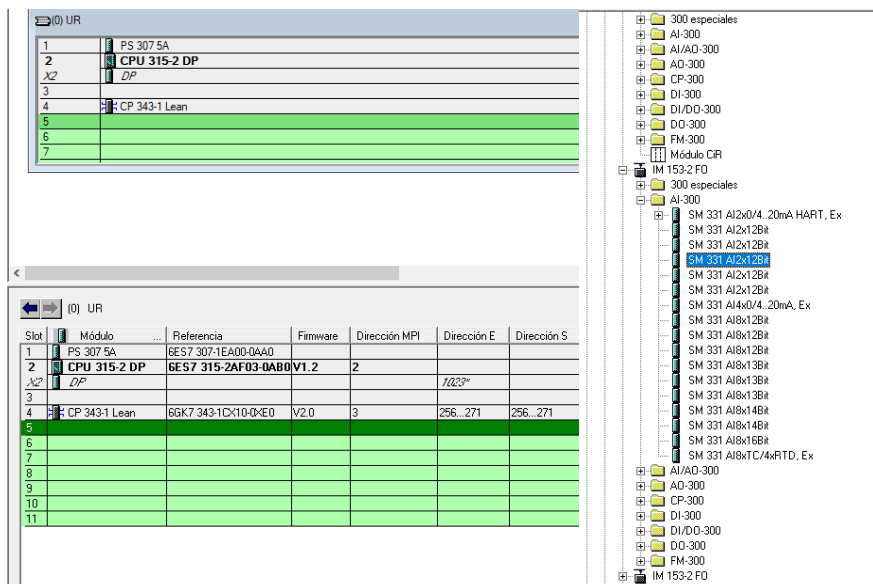 (0) UR
1 PS 307 5A
2 CPU 315-2 DP
X2 DP
3
4 CP 343-1 Lean
5
6
7
(0) UR
Slot Módulo ... Referencia Firmware Dirección MPI Dirección E Dirección S
1 PS 307 5A 6ES7 307-1EA00-0AA0
2 CPU 315-2 DP 6ES7 315-2AF03-0AB0 V1.2 2
X2 DP 1023*
3
4 CP 343-1 Lean 6GK7 343-1CX10-0XE0 V2.0 3 256...271 256...271
5
6
7
8
9
10
11
300 especiales
AI-300
AI/AO-300
AO-300
CP-300
DI-300
DI/DO-300
DO-300
FM-300
Módulo CiR
IM 153-2 FO
300 especiales
AI-300
SM 331 AI2x0/4..20mA HART, Ex
SM 331 AI2x12Bit
SM 331 AI2x12Bit
SM 331 AI2x12Bit
SM 331 AI2x12Bit
SM 331 AI2x12Bit
SM 331 AI4x0/4..20mA, Ex
SM 331 AI8x12Bit
SM 331 AI8x12Bit
SM 331 AI8x12Bit
SM 331 AI8x12Bit
SM 331 AI8x13Bit
SM 331 AI8x13Bit
SM 331 AI8x14Bit
SM 331 AI8x14Bit
SM 331 AI8x16Bit
SM 331 AI8xTC/4xRTD, Ex
AI/AO-300
AO-300
CP-300
DI-300
DI/DO-300
DO-300
FM-300
IM 153-2 FO